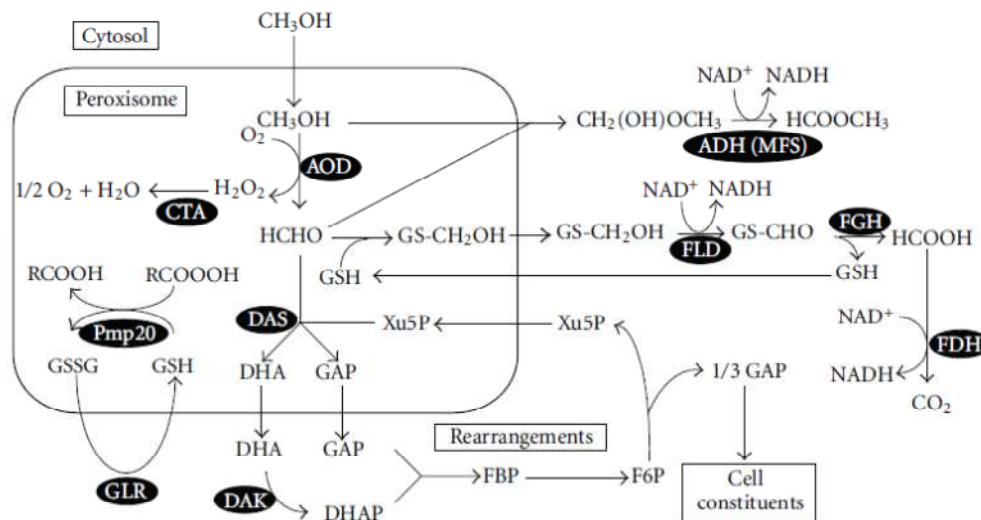 CH₃OH
Cytosol
Peroxisome
NAD⁺ NADH
CH₃OH
CH₂(OH)OCH₃ HCOOCH₃
O₂
ADH (MFS)
AOD
1/2 O₂ + H₂O H₂O₂
CTA
NAD⁺ NADH
FGH
HCHO GS-CH₂OH GS-CH₂OH GS-CHO HCOOH
FLD
GSH GSH
RCOOH RCOOOH
NAD⁺
DAS Xu5P Xu5P
Pmp20
FDH
GSSG GSH
DHA GAP 1/3 GAP
NADH
CO₂
Rearrangements
DHA GAP
FBP F6P
Cell
constituents
GLR
DAK
DHAP